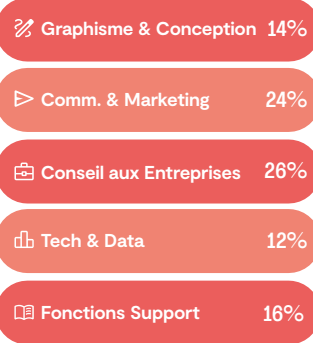 Graphisme & Conception 14%
Comm. & Marketing 24%
Conseil aux Entreprises 26%
Tech & Data 12%
Fonctions Support 16%